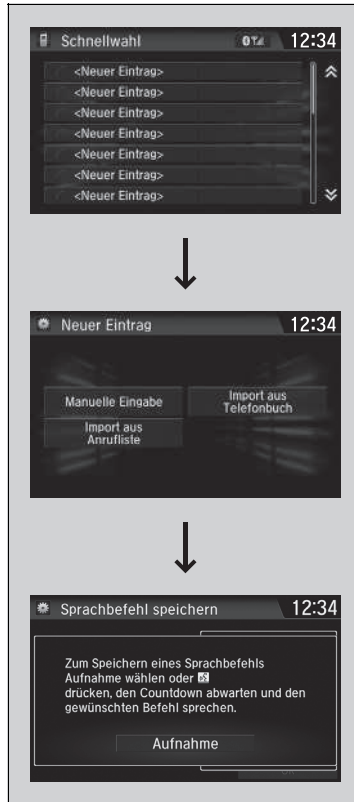 Schnellwahl 12:34
<Neuer Eintrag>
<Neuer Eintrag>
<Neuer Eintrag>
<Neuer Eintrag>
<Neuer Eintrag>
<Neuer Eintrag>
<Neuer Eintrag>
Neuer Eintrag 12:34
Manuelle Eingabe
Import aus
Telefonbuch
Import aus
Anrufliste
Sprachbefehl speichern 12:34
Zum Speichern eines Sprachbefehls
Aufnahme wählen oder
drücken, den Countdown abwarten und den
gewünschten Befehl sprechen.
Aufnahme